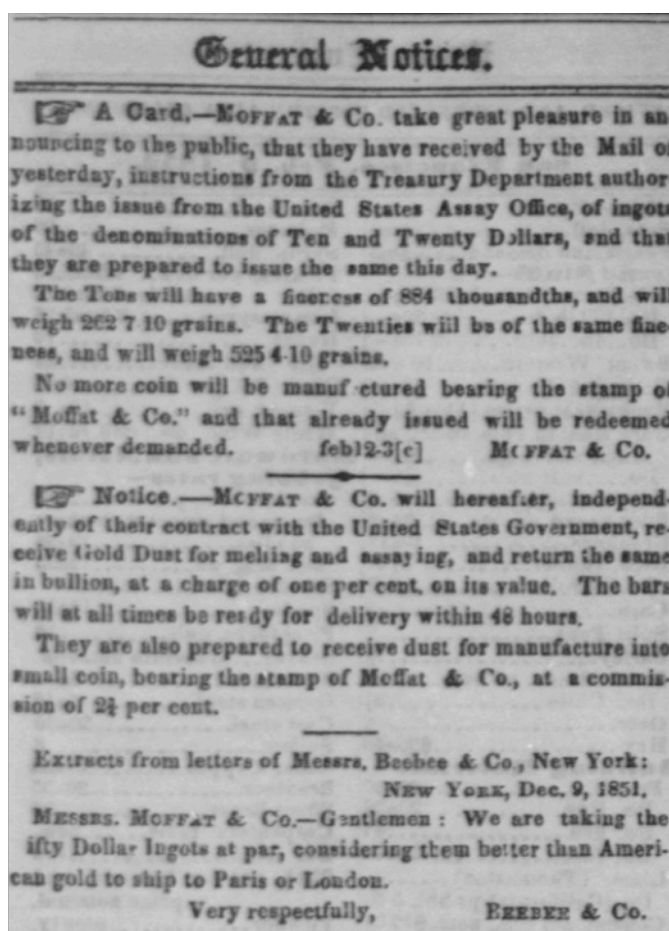 General Notices.
☞ A Card.—MOFFAT & Co. take great pleasure in an
nouncing to the public, that they have received by the Mail o
yesterday, instructions from the Treasury Department author
izing the issue from the United States Assay Office, of ingots
of the denominations of Ten and Twenty Dollars, and that
they are prepared to issue the same this day.
The Tens will have a fineness of 884 thousandths, and will
weigh 262 7-10 grains. The Twenties will be of the same fine-
ness, and will weigh 525 4-10 grains.
No more coin will be manuf ctured bearing the stamp of
"Moffat & Co." and that already issued will be redeemed
whenever demanded. feb12-3[c] MOFFAT & Co.
☞ Notice.—MOFFAT & Co. will hereafter, independ-
ently of their contract with the United States Government, re-
ceive Gold Dust for melting and assaying, and return the same
in bullion, at a charge of one per cent. on its value. The bars
will at all times be ready for delivery within 48 hours.
They are also prepared to receive dust for manufacture into
small coin, bearing the stamp of Moffat & Co., at a commis-
sion of 2¾ per cent.
Extracts from letters of Messrs. Beebee & Co., New York:
NEW YORK, Dec. 9, 1851.
MESSRS. MOFFAT & Co.—Gentlemen: We are taking the
ifty Dollar Ingots at par, considering them better than Ameri-
can gold to ship to Paris or London.
Very respectfully, BEEBEE & Co.